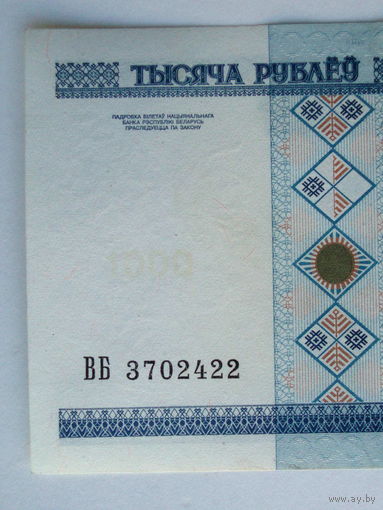 ТЫСЯЧА РУБЛЁЎ
ПАДРОБКА БІЛЕТАЎ НАЦЫЯНАЛЬНАГА
БАНКА РЭСПУБЛІКІ БЕЛАРУСЬ
ПРАСЛЕДУЕЦЦА ПА ЗАКОНУ
ВБ 3702422
www.ay.by